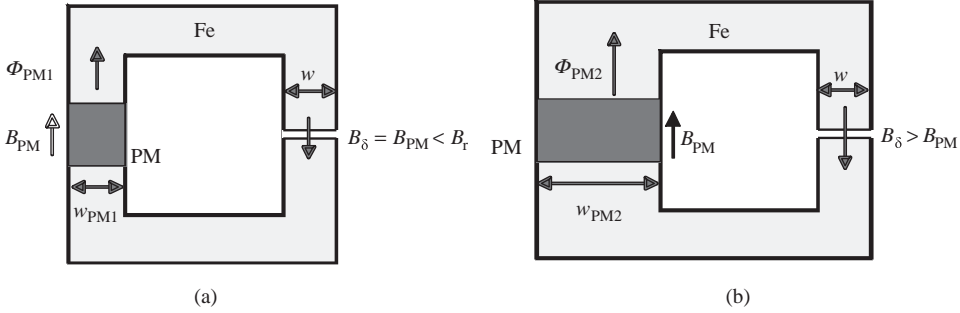 Fe
Φ_PM1
w
B_PM
B_δ = B_PM < B_r
PM
w_PM1
(a)
Fe
Φ_PM2
w
B_PM
B_δ > B_PM
PM
w_PM2
(b)